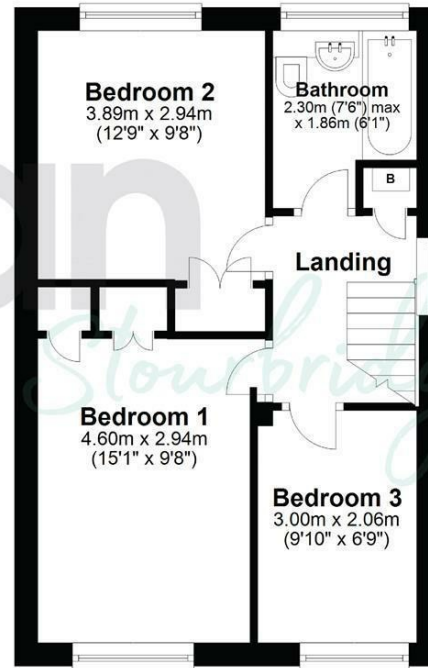 Bedroom 2
3.89m x 2.94m
(12'9" x 9'8")
Bathroom
2.30m (7'6") max
x 1.86m (6'1")
B
Landing
an
Stourbridge
Bedroom 1
4.60m x 2.94m
(15'1" x 9'8")
Bedroom 3
3.00m x 2.06m
(9'10" x 6'9")